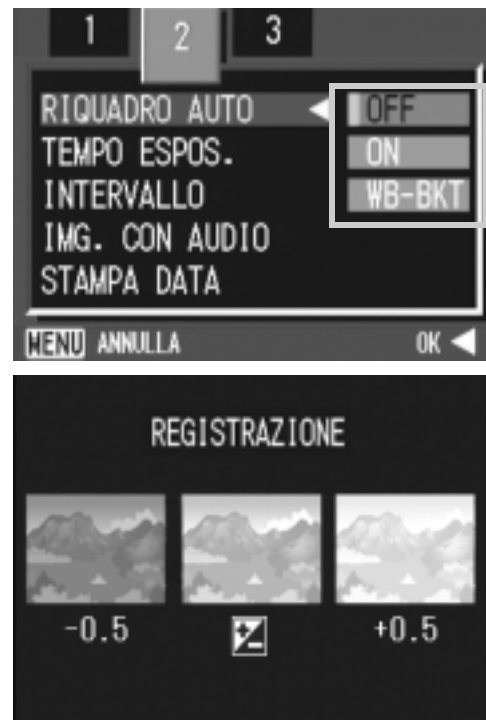 1 2 3
RIQUADRO AUTO OFF
TEMPO ESPOS. ON
INTERVALLO WB-BKT
IMG. CON AUDIO
STAMPA DATA
MENU ANNULLA OK
REGISTRAZIONE
-0.5 +0.5